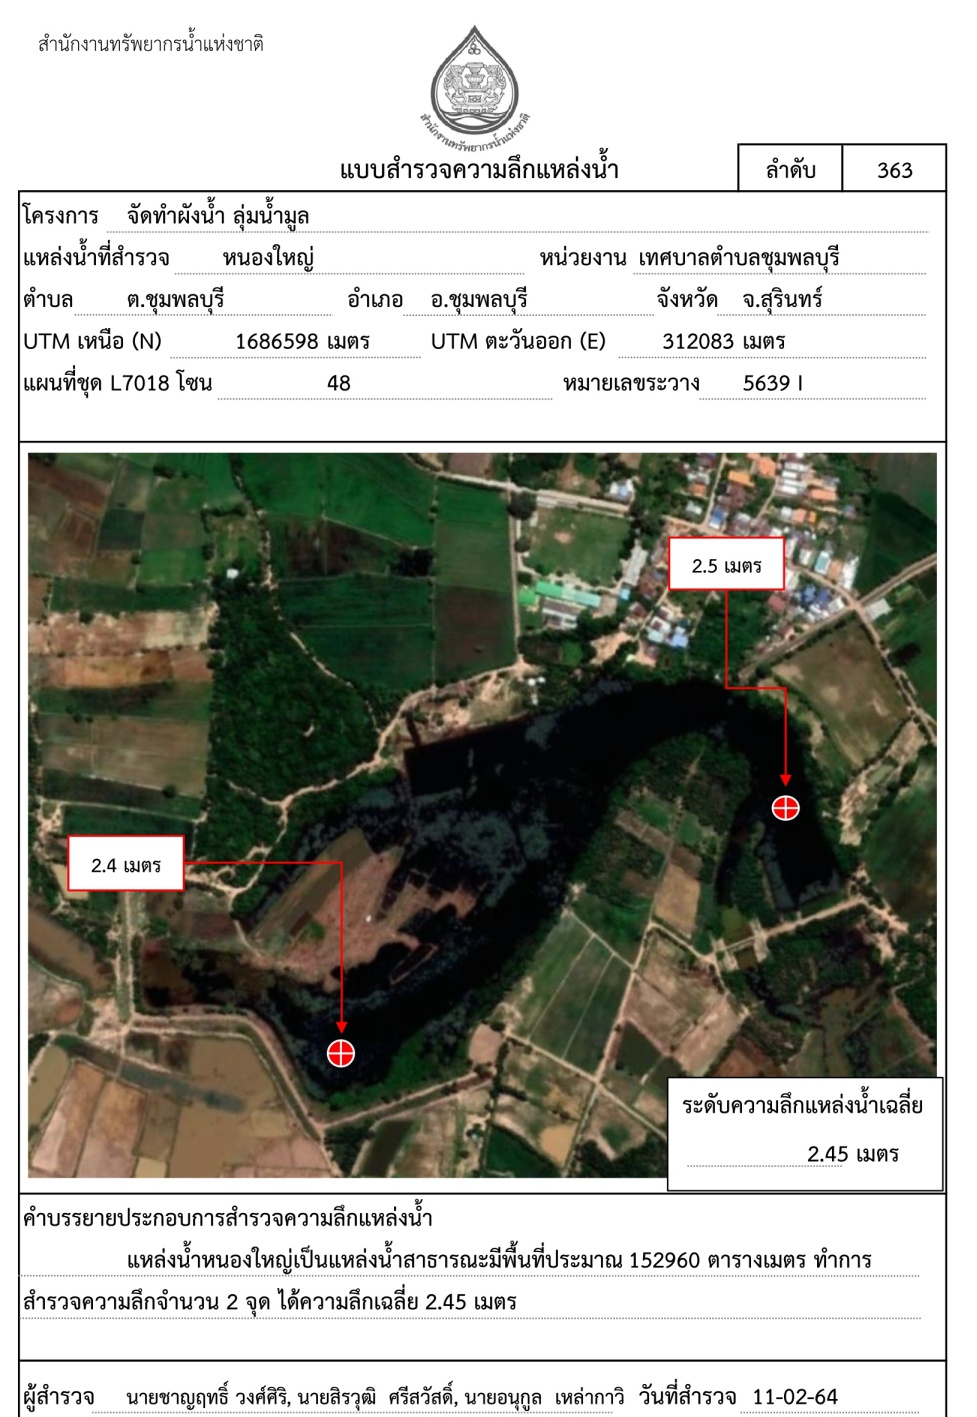 สำนักงานทรัพยากรน้ำแห่งชาติ
สำนักงานทรัพยากรน้ำแห่งชาติ
แบบสำรวจความลึกแหล่งน้ำ ลำดับ 363
โครงการ จัดทำผังน้ำ ลุ่มน้ำมูล
แหล่งน้ำที่สำรวจ หนองใหญ่ หน่วยงาน เทศบาลตำบลชุมพลบุรี
ตำบล ต.ชุมพลบุรี อำเภอ อ.ชุมพลบุรี จังหวัด จ.สุรินทร์
UTM เหนือ (N) 1686598 เมตร UTM ตะวันออก (E) 312083 เมตร
แผนที่ชุด L7018 โซน 48 หมายเลขระวาง 5639 I
2.5 เมตร
2.4 เมตร
ระดับความลึกแหล่งน้ำเฉลี่ย
2.45 เมตร
คำบรรยายประกอบการสำรวจความลึกแหล่งน้ำ
แหล่งน้ำหนองใหญ่เป็นแหล่งน้ำสาธารณะมีพื้นที่ประมาณ 152960 ตารางเมตร ทำการ
สำรวจความลึกจำนวน 2 จุด ได้ความลึกเฉลี่ย 2.45 เมตร
ผู้สำรวจ นายชาญฤทธิ์ วงศ์ศิริ, นายสิรวุฒิ ศรีสวัสดิ์, นายอนุกูล เหล่ากาวิ วันที่สำรวจ 11-02-64